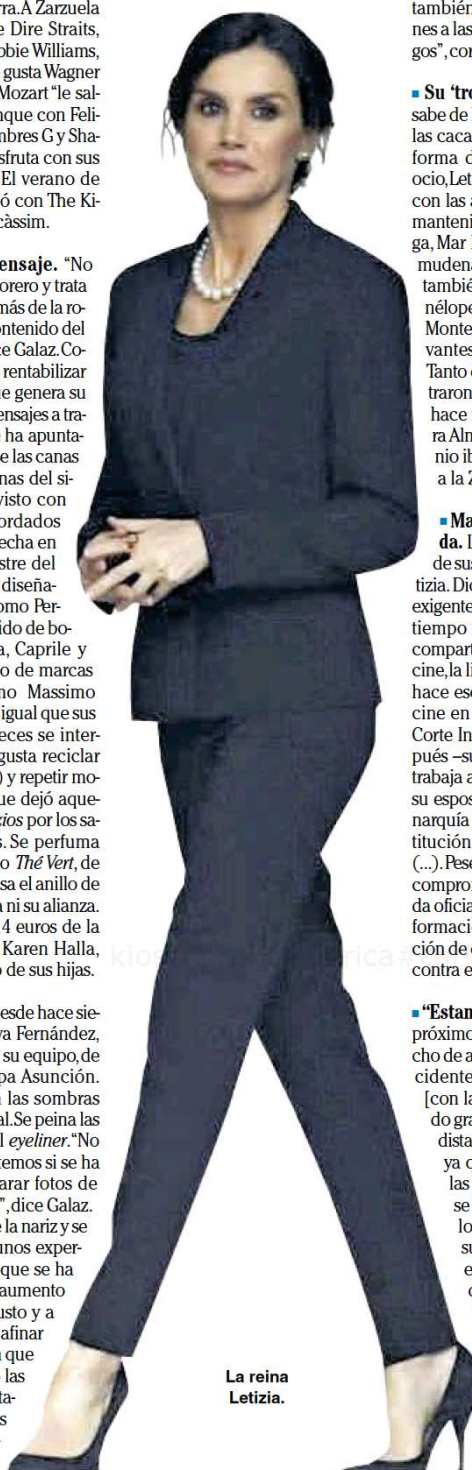 rra. A Zarzuela
e Dire Straits,
bbie Williams,
gusta Wagner
Mozart “le sal-
nque con Feli-
mbres G y Sha-
sfruta con sus
El verano de
ó con The Ki-
càssim.
ensaje. “No
orero y trata
más de la ro-
ontenido del
ce Galaz. Co-
rentabilizar
ue genera su
ensajes a tra-
ha apunta-
e las canas
nas del si-
visto con
ordados
echa en
stre del
diseña-
omo Per-
ido de bo-
a, Caprile y
o de marcas
no Massimo
igual que sus
eces se inter-
gusta reciclar
) y repetir mo-
ue dejó aque-
zios por los sa-
s. Se perfuma
o Thé Vert, de
sa el anillo de
a ni su alianza.
4 euros de la
Karen Halla,
o de sus hijas.
esde hace sie-
va Fernández,
su equipo, de
pa Asunción.
n las sombras
al. Se peina las
l eyeliner. “No
temos si se ha
arar fotos de
”, dice Galaz.
e la nariz y se
unos exper-
que se ha
aumento
usto y a
afinar
a que
las
ta-
s
también
nes a las
gos”, con
▪ Su ‘tro
sabe de
las caca
forma d
ocio, Let
con las a
manteni
ga, Mar
mudena
tambié
nélope
Monte
vantes
Tanto
traron
hace
ra Aln
nio ib
a la Z
▪ Ma
da. L
de sus
tizia. Dic
exigente
tiempo
compart
cine, la li
hace esc
cine en
Corte In
pués –su
trabaja a
su espos
narquía
titución
(...). Pese
compro
da oficia
formació
ción de
contra e
▪ “Estan
próximo
cho de a
cidente
[con la
do gra
dista
ya c
las
se
lo
su
e
c
La reina
Letizia.